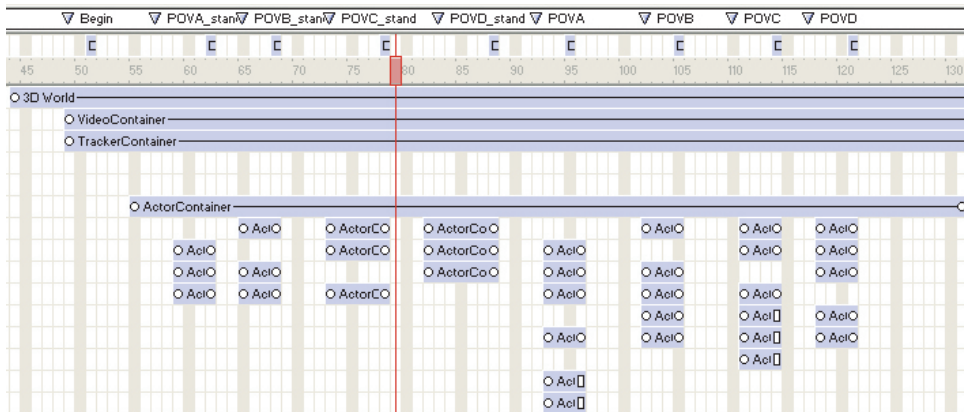 Begin POVA_stan POVB_stan POVC_stand POVD_stand POVA POVB POVC POVD
45 50 55 60 65 70 75 80 85 90 95 100 105 110 115 120 125 130
3D World
VideoContainer
TrackerContainer
ActorContainer
Act ActorC ActorCo Act Act Act
Act ActorC ActorCo Act Act Act
Act Act ActorCo Act Act Act
Act Act ActorC Act Act Act
Act Act Act
Act Act Act Act
Act
Act
Act